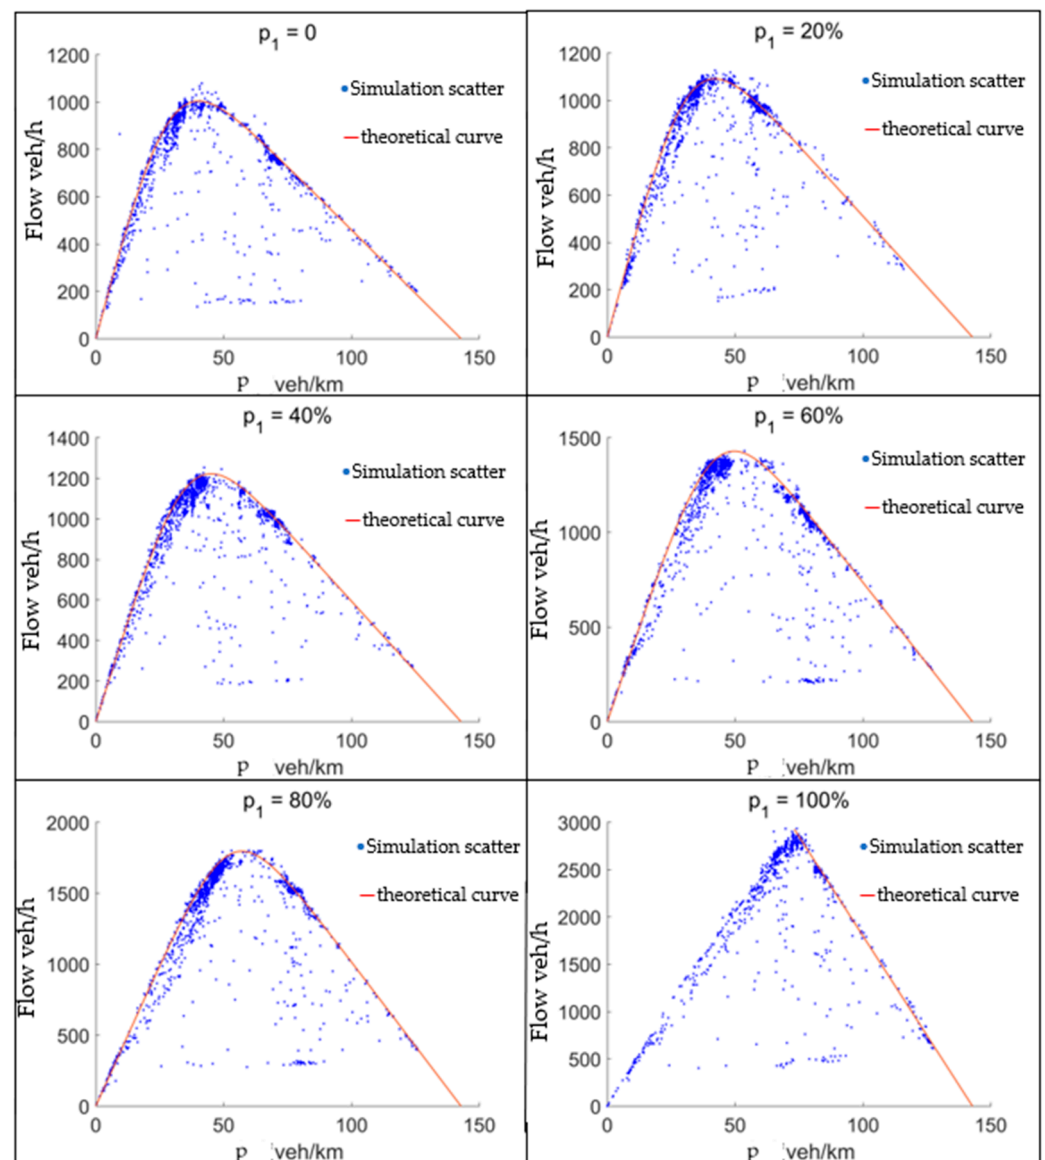 p1 = 0
1200
1000
800
600
400
200
0
Flow veh/h
Simulation scatter
theoretical curve
0 50 100 150
p veh/km
p1 = 20%
1200
1000
800
600
400
200
0
Flow veh/h
Simulation scatter
theoretical curve
0 50 100 150
p veh/km
p1 = 40%
1400
1200
1000
800
600
400
200
0
Flow veh/h
Simulation scatter
theoretical curve
0 50 100 150
p veh/km
p1 = 60%
1500
1000
500
0
Flow veh/h
Simulation scatter
theoretical curve
0 50 100 150
p veh/km
p1 = 80%
2000
1500
1000
500
0
Flow veh/h
Simulation scatter
theoretical curve
0 50 100 150
p veh/km
p1 = 100%
3000
2500
2000
1500
1000
500
0
Flow veh/h
Simulation scatter
theoretical curve
0 50 100 150
p veh/km